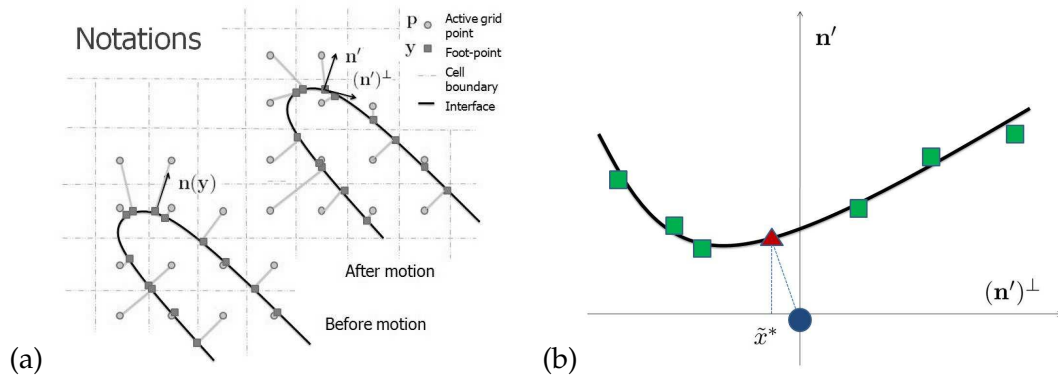 Notations
p Active grid point
y Foot-point
Cell boundary
Interface
n′
(n′)⊥
n(y)
After motion
Before motion
(a)
n′
(n′)⊥
x̃*
(b)